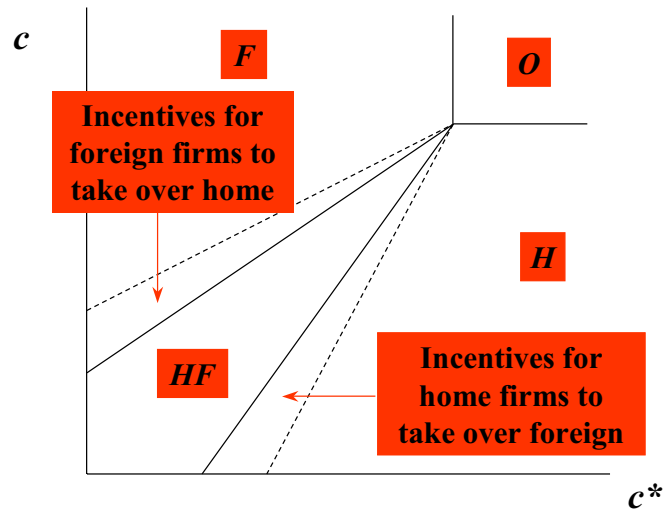 c
F
O
Incentives for
foreign firms to
take over home
H
HF
Incentives for
home firms to
take over foreign
c*